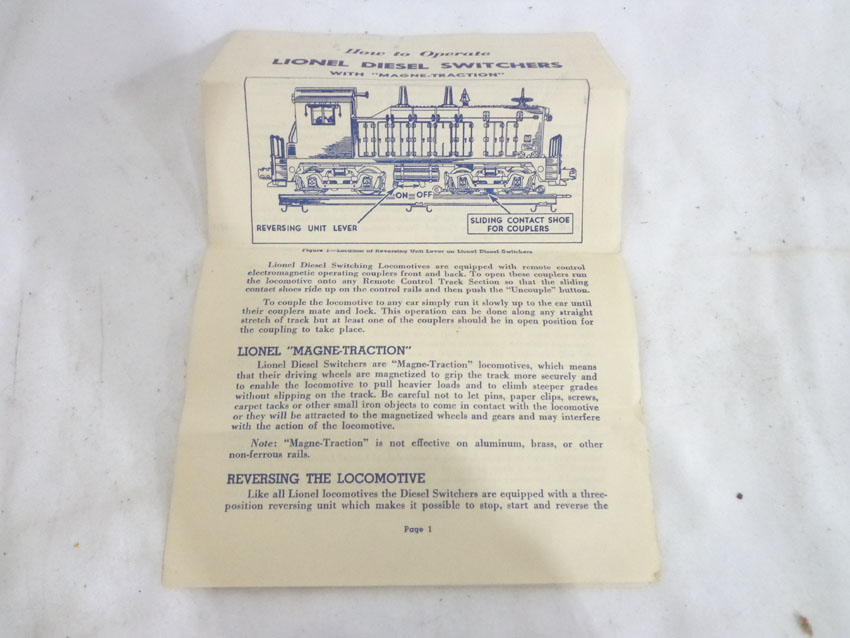 How to Operate
LIONEL DIESEL SWITCHERS
WITH "MAGNE-TRACTION"
ON OFF
REVERSING UNIT LEVER
SLIDING CONTACT SHOE
FOR COUPLERS
Figure 1—Location of Reversing Unit Lever on Lionel Diesel Switchers
Lionel Diesel Switching Locomotives are equipped with remote control
electromagnetic operating couplers front and back. To open these couplers run
the locomotive onto any Remote Control Track Section so that the sliding
contact shoes ride up on the control rails and then push the "Uncouple" button.
To couple the locomotive to any car simply run it slowly up to the car until
their couplers mate and lock. This operation can be done along any straight
stretch of track but at least one of the couplers should be in open position for
the coupling to take place.
LIONEL "MAGNE-TRACTION"
Lionel Diesel Switchers are "Magne-Traction" locomotives, which means
that their driving wheels are magnetized to grip the track more securely and
to enable the locomotive to pull heavier loads and to climb steeper grades
without slipping on the track. Be careful not to let pins, paper clips, screws,
carpet tacks or other small iron objects to come in contact with the locomotive
or they will be attracted to the magnetized wheels and gears and may interfere
with the action of the locomotive.
Note: "Magne-Traction" is not effective on aluminum, brass, or other
non-ferrous rails.
REVERSING THE LOCOMOTIVE
Like all Lionel locomotives the Diesel Switchers are equipped with a three-
position reversing unit which makes it possible to stop, start and reverse the
Page 1